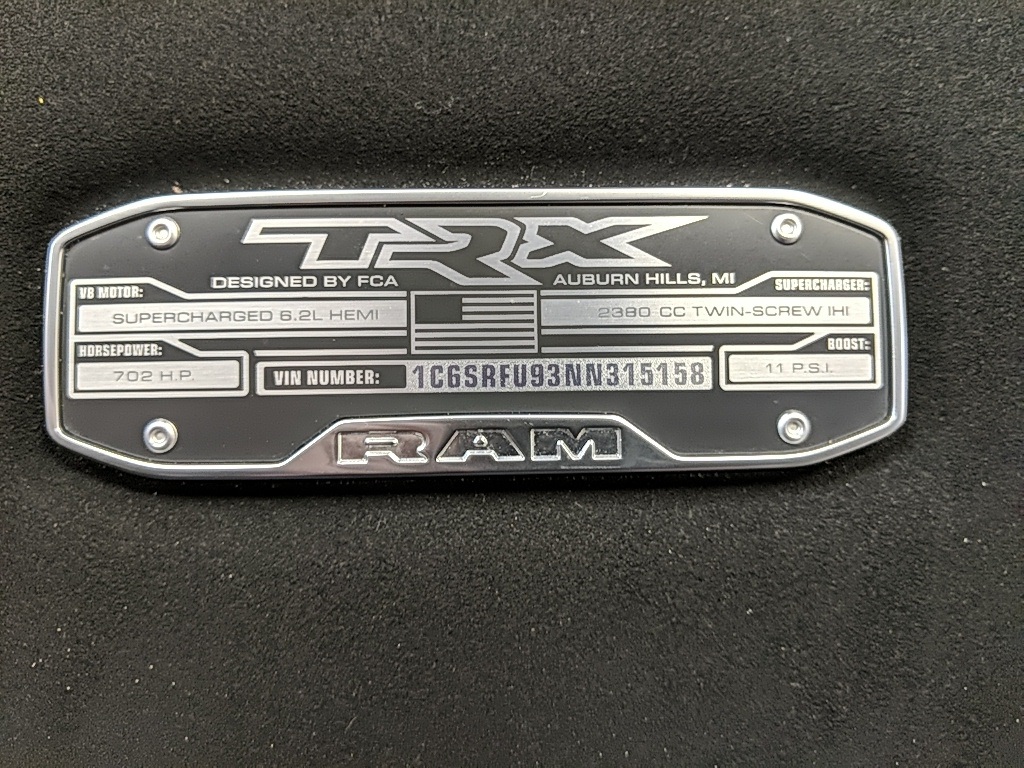 TRX
DESIGNED BY FCA
AUBURN HILLS, MI
V8 MOTOR:
SUPERCHARGED 6.2L HEMI
SUPERCHARGER:
2380 CC TWIN-SCREW IHI
HORSEPOWER:
702 H.P.
VIN NUMBER: 1C6SRFU93NN315158
BOOST:
11 P.S.I.
RAM